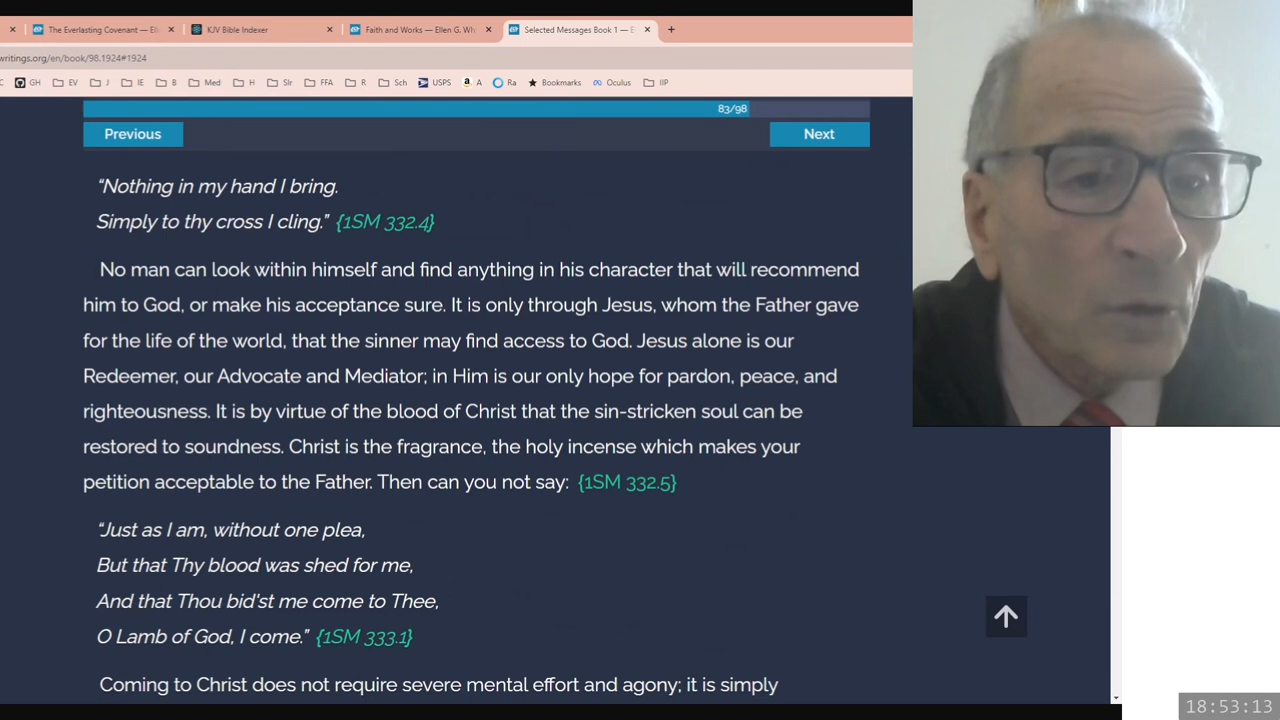 The Everlasting Covenant — Ell
KJV Bible Indexer
Faith and Works — Ellen G. Wh
Selected Messages Book 1 — E
writings.org/en/book/98.1924#1924
GH EV J IE B Med H Slr FFA R Sch USPS A Ra Bookmarks Oculus IIP
83/98
Previous Next
“Nothing in my hand I bring.
Simply to thy cross I cling.” {1SM 332.4}
No man can look within himself and find anything in his character that will recommend
him to God, or make his acceptance sure. It is only through Jesus, whom the Father gave
for the life of the world, that the sinner may find access to God. Jesus alone is our
Redeemer, our Advocate and Mediator; in Him is our only hope for pardon, peace, and
righteousness. It is by virtue of the blood of Christ that the sin-stricken soul can be
restored to soundness. Christ is the fragrance, the holy incense which makes your
petition acceptable to the Father. Then can you not say: {1SM 332.5}
“Just as I am, without one plea,
But that Thy blood was shed for me,
And that Thou bid'st me come to Thee,
O Lamb of God, I come.” {1SM 333.1}
Coming to Christ does not require severe mental effort and agony; it is simply
18:53:13